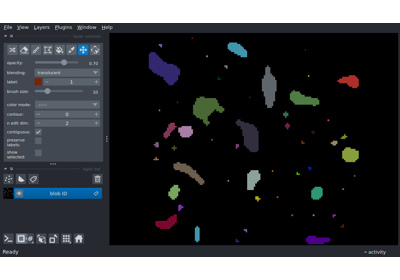 File View Layers Plugins Window Help
opacity: 0.70
blending: translucent
label: 1
brush size: 10
color mode:
contour: 0
n edit dim: 2
contiguous:
preserve labels:
show selected:
blob ID
Ready
activity